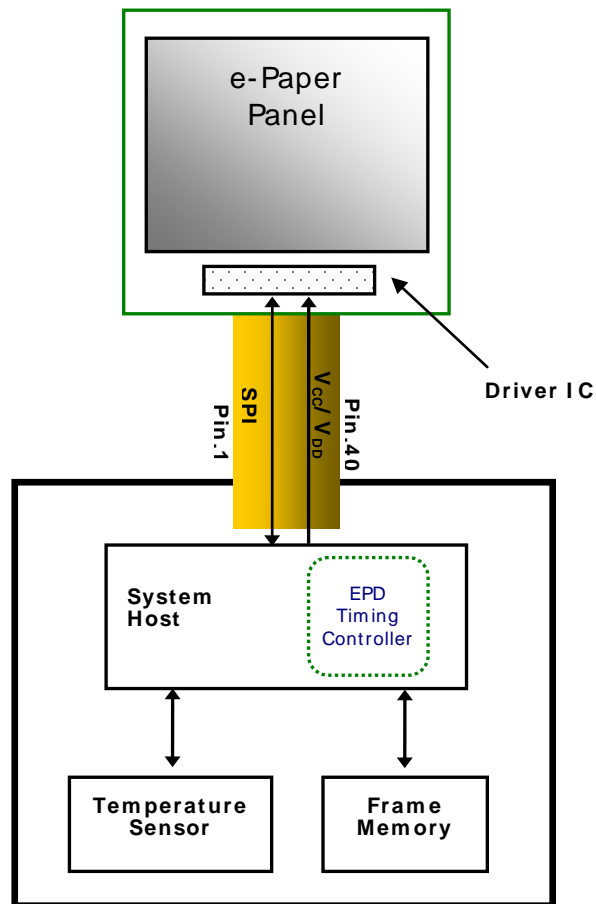 e-Paper
Panel
Driver IC
Pin.1
SPI
VCC/ VDD
Pin.40
System
Host
EPD
Timing
Controller
Temperature
Sensor
Frame
Memory